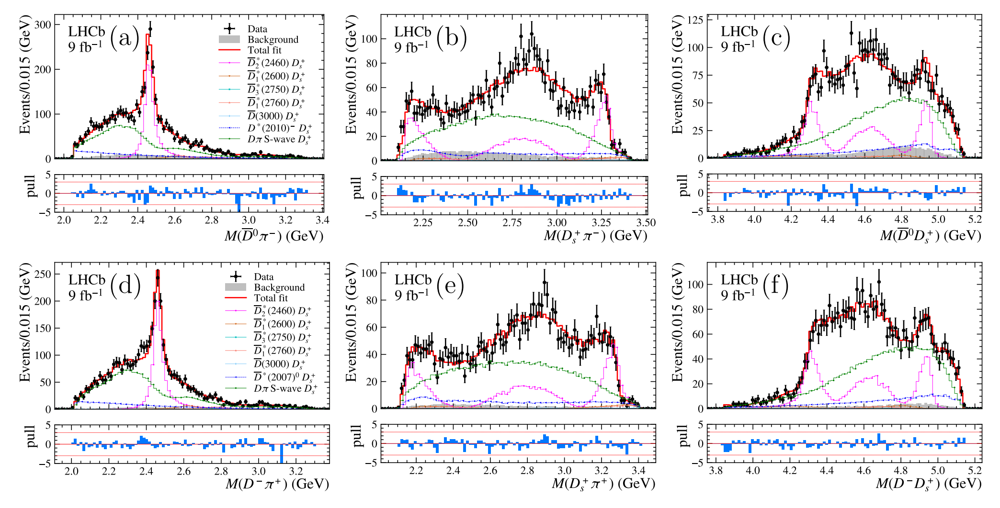 Events/0.015 (GeV)
300
200
100
0
LHCb
9 fb⁻¹
(a)
Data
Background
Total fit
D̅₂*(2460) Dₛ⁺
D̅₁*(2600) Dₛ⁺
D̅₃*(2750) Dₛ⁺
D̅₁*(2760) Dₛ⁺
D̅(3000) Dₛ⁺
D*(2010)⁻ Dₛ⁺
Dπ S-wave Dₛ⁺
pull
5
0
−5
2.0 2.2 2.4 2.6 2.8 3.0 3.2 3.4
M(D̅⁰π⁻) (GeV)
Events/0.015 (GeV)
100
80
60
40
20
0
LHCb
9 fb⁻¹
(b)
pull
5
0
−5
2.25 2.50 2.75 3.00 3.25 3.50
M(Dₛ⁺π⁻) (GeV)
Events/0.015 (GeV)
125
100
75
50
25
0
LHCb
9 fb⁻¹
(c)
pull
5
0
−5
3.8 4.0 4.2 4.4 4.6 4.8 5.0 5.2
M(D̅⁰Dₛ⁺) (GeV)
Events/0.015 (GeV)
250
200
150
100
50
0
LHCb
9 fb⁻¹
(d)
Data
Background
Total fit
D̅₂*(2460) Dₛ⁺
D̅₁*(2600) Dₛ⁺
D̅₃*(2750) Dₛ⁺
D̅₁*(2760) Dₛ⁺
D̅(3000) Dₛ⁺
D̅*(2007)⁰ Dₛ⁺
Dπ S-wave Dₛ⁺
pull
5
0
−5
2.0 2.2 2.4 2.6 2.8 3.0 3.2
M(D⁻π⁺) (GeV)
Events/0.015 (GeV)
100
80
60
40
20
0
LHCb
9 fb⁻¹
(e)
pull
5
0
−5
2.2 2.4 2.6 2.8 3.0 3.2 3.4
M(Dₛ⁺π⁺) (GeV)
Events/0.015 (GeV)
100
80
60
40
20
0
LHCb
9 fb⁻¹
(f)
pull
5
0
−5
3.8 4.0 4.2 4.4 4.6 4.8 5.0 5.2
M(D⁻Dₛ⁺) (GeV)